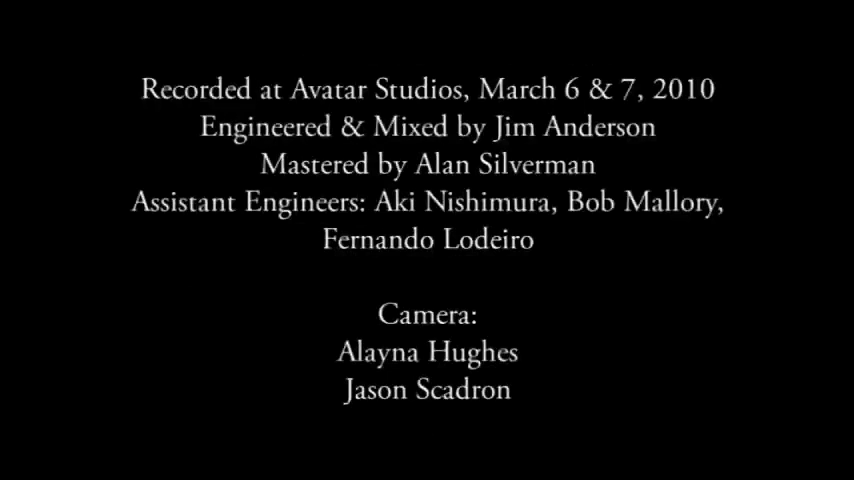 Recorded at Avatar Studios, March 6 & 7, 2010
Engineered & Mixed by Jim Anderson
Mastered by Alan Silverman
Assistant Engineers: Aki Nishimura, Bob Mallory,
Fernando Lodeiro
Camera:
Alayna Hughes
Jason Scadron